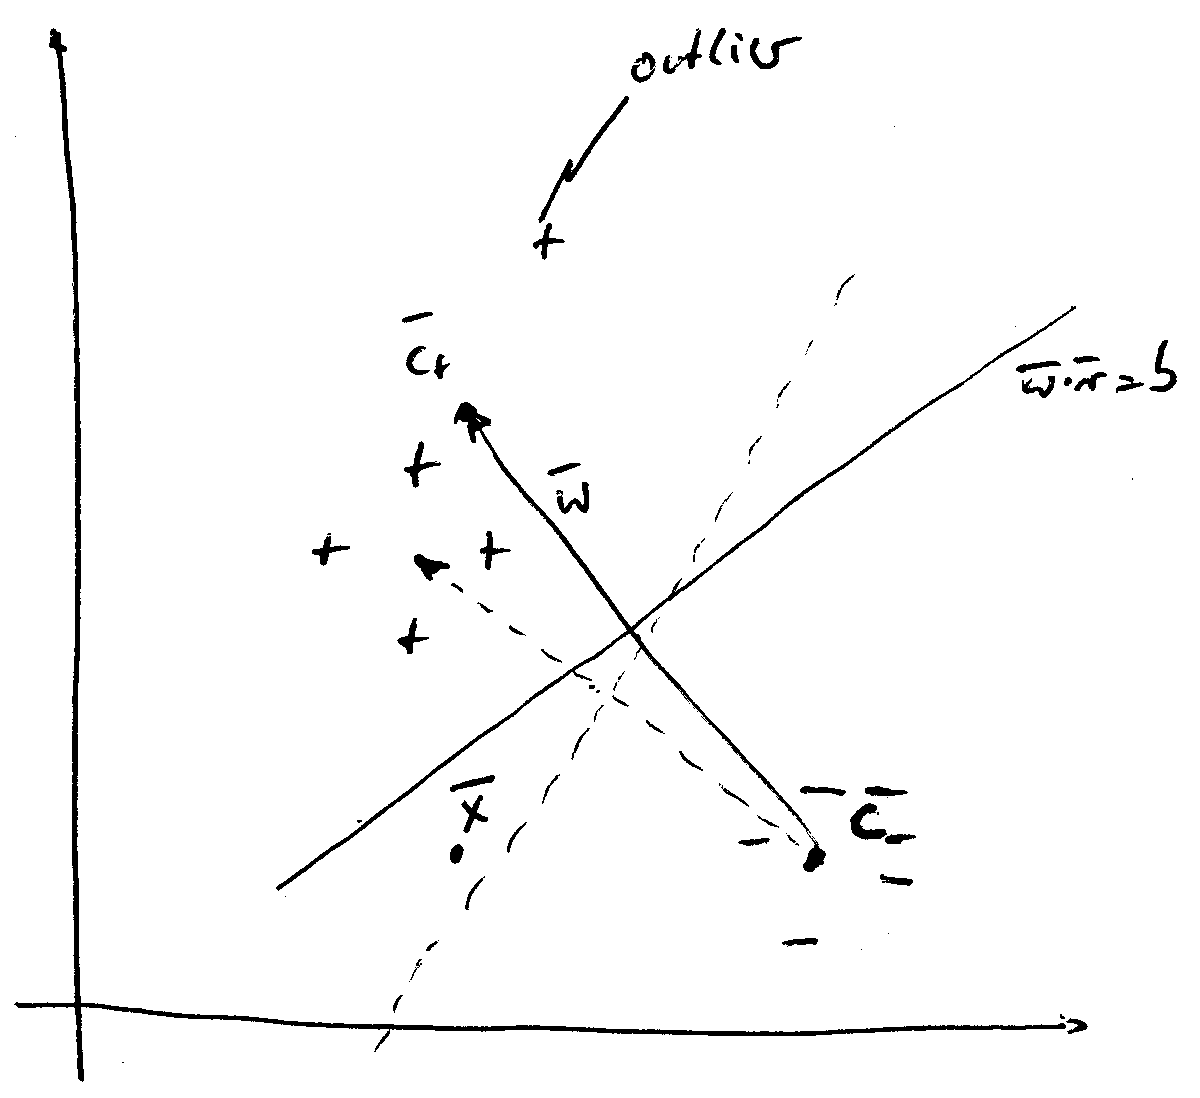 outlier
+
c̄₊
w̄·x̄=b
+
w̄
+ +
+
x̄
− c̄₋
−
−
−